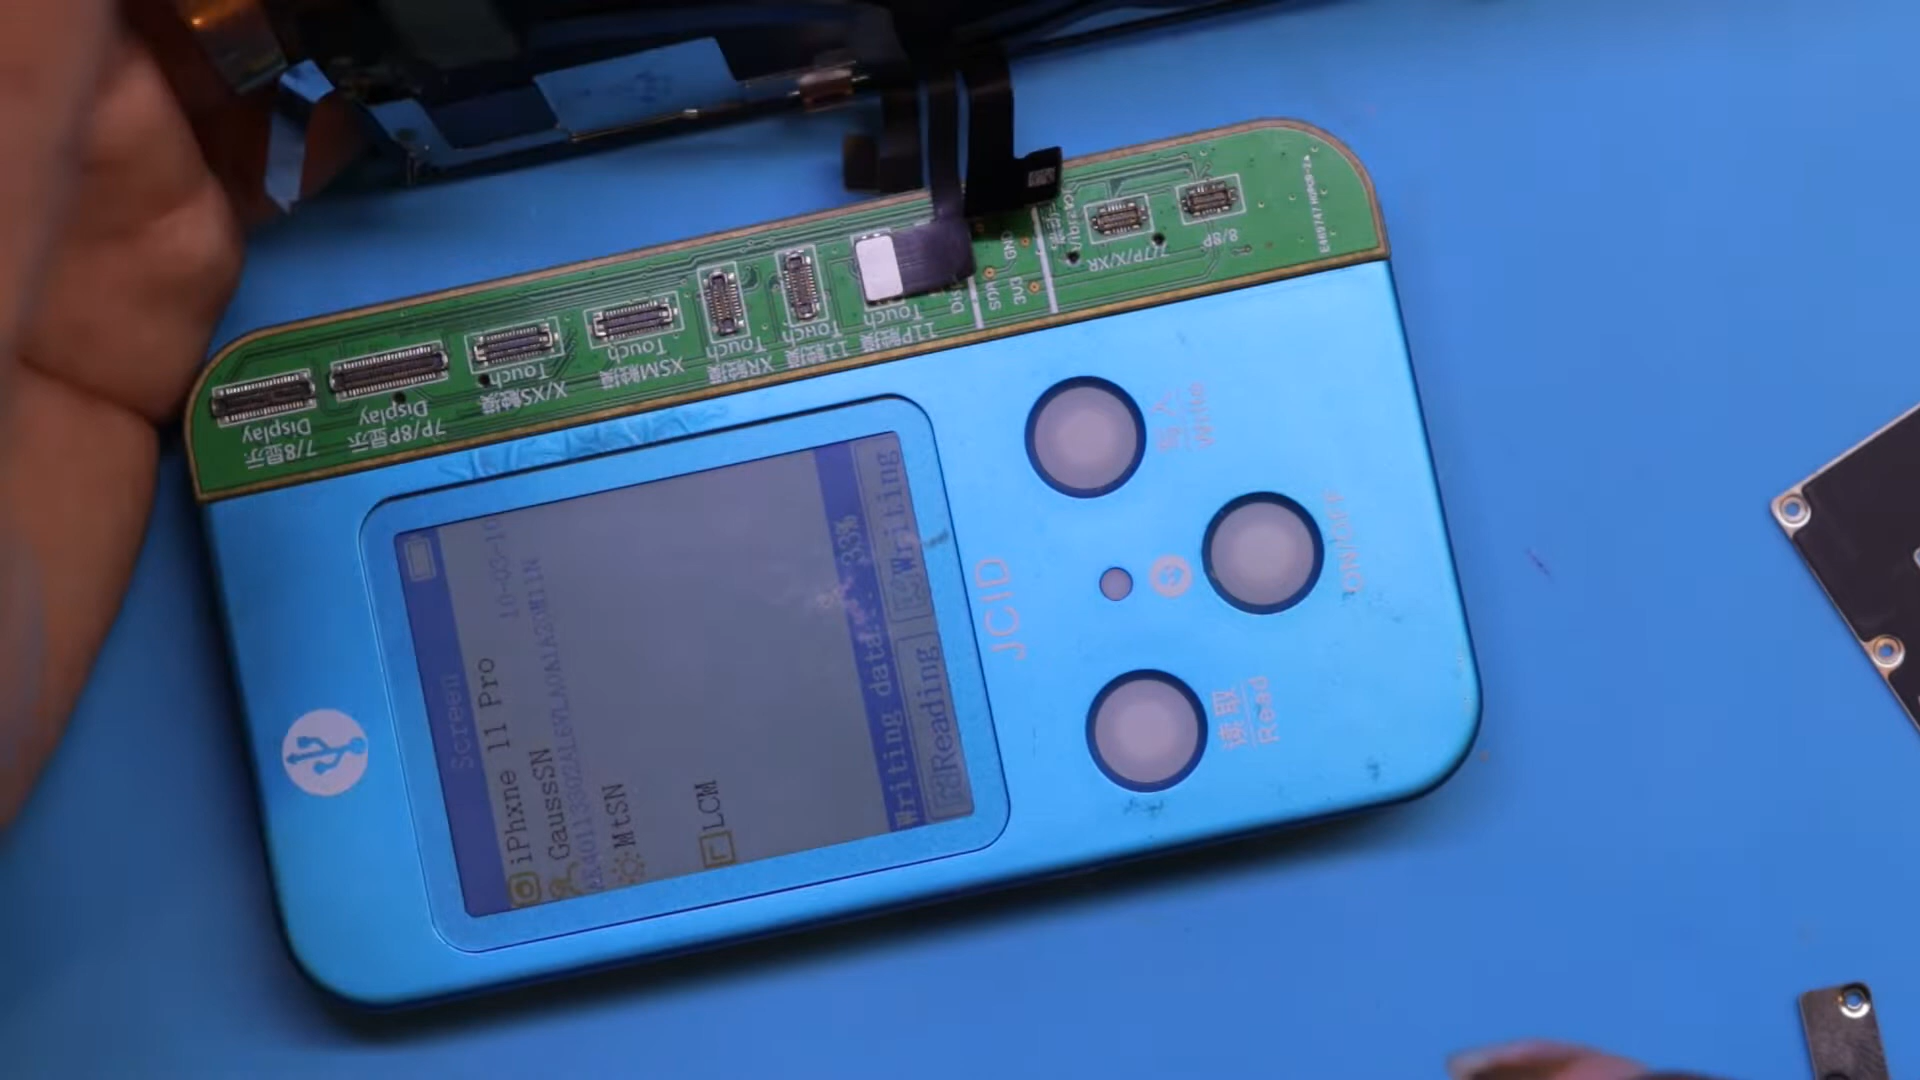 Screen
iPhxne 11 Pro
GaussSN
MtSN
LCM
Writing data... 33%
Reading
Writing
JCID
写入
Write
ON/OFF
读取
Read
7/8显示
Display
7P/8P显示
Display
X/XS触摸
Touch
XSM触摸
Touch
XR触摸
Touch
11触摸
Touch
11P触摸
Touch
SDA
3V3
GND
Vibrator
7/7P/X/XR
8/8P